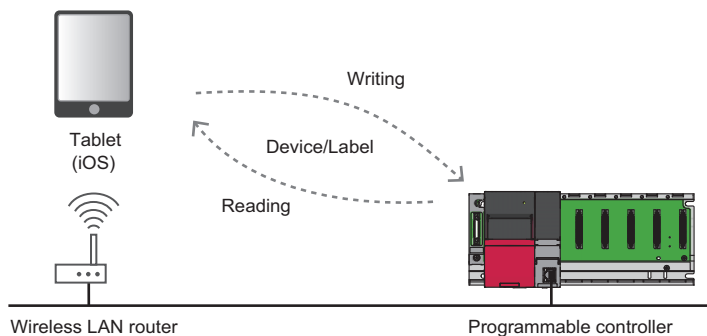 Writing
Tablet
(iOS)
Device/Label
Reading
Wireless LAN router
Programmable controller